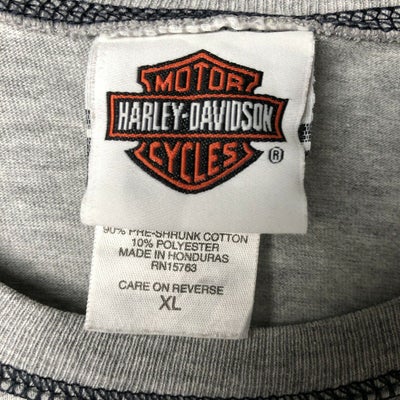 MOTOR
HARLEY-DAVIDSON
CYCLES
®
90% PRE-SHRUNK COTTON
10% POLYESTER
MADE IN HONDURAS
RN15763
CARE ON REVERSE
XL